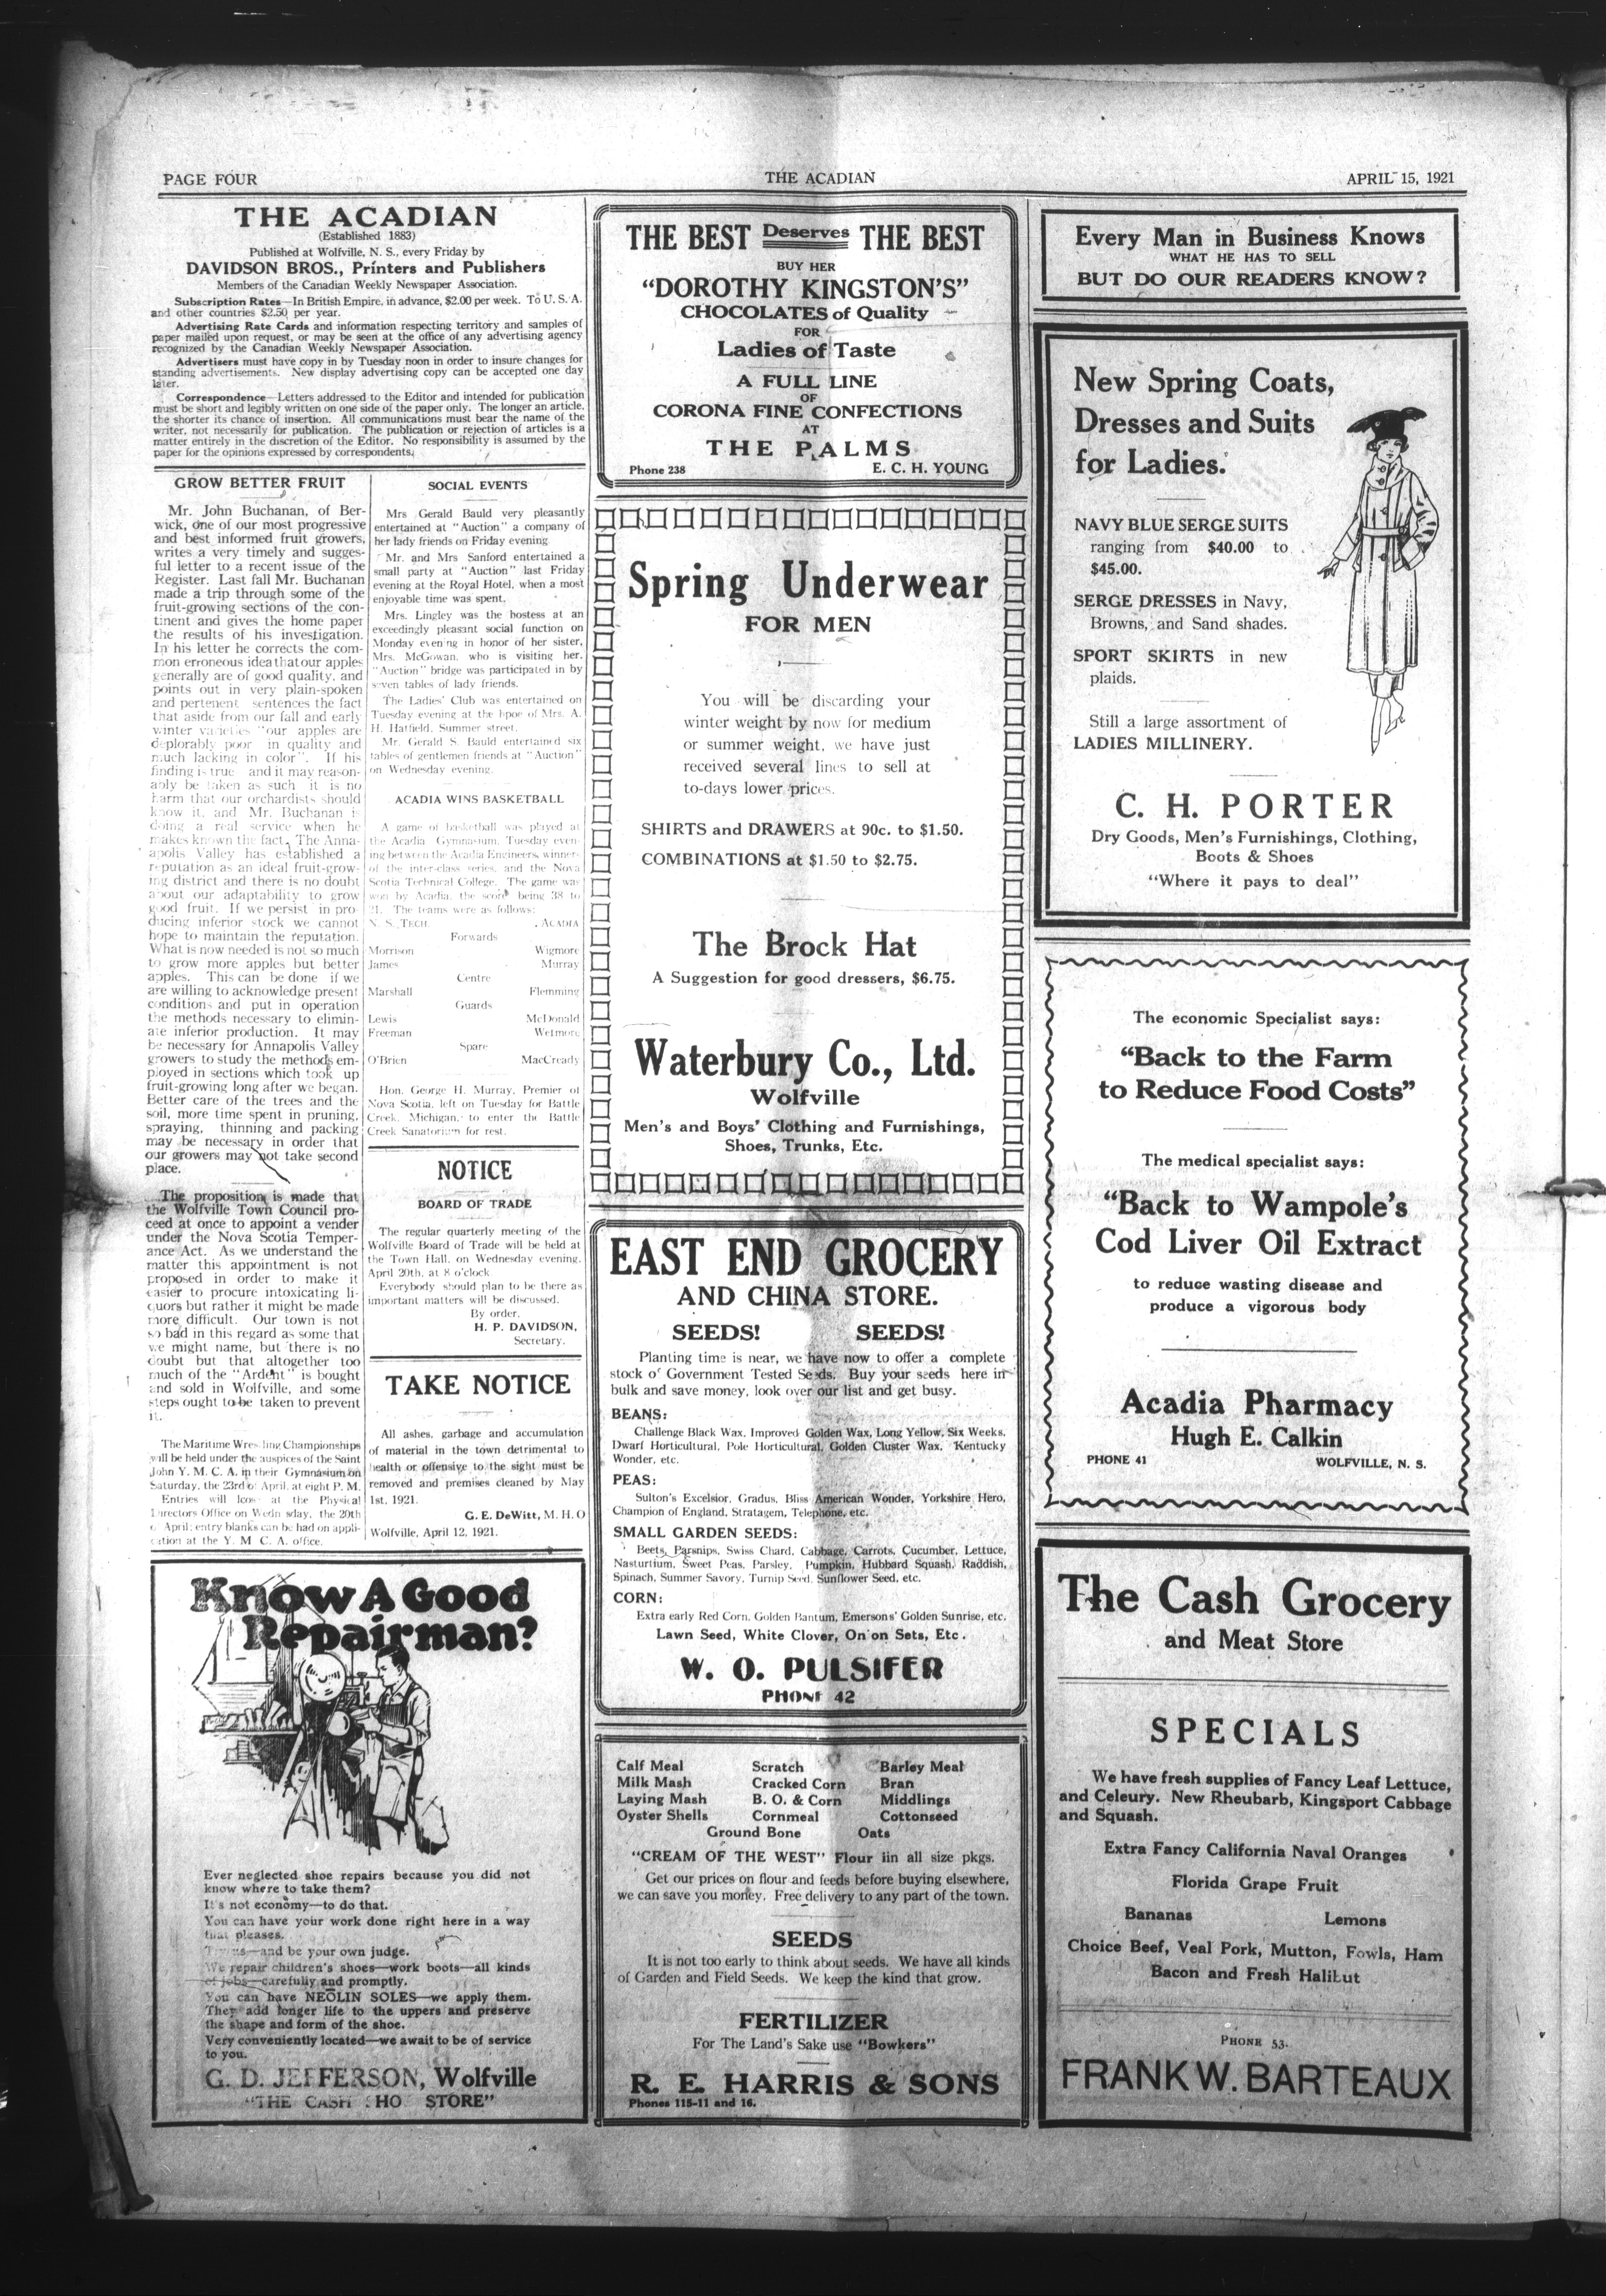 PAGE FOUR
THE ACADIAN
APRIL 15, 1921
THE ACADIAN
(Established 1883)
Published at Wolfville, N. S., every Friday by
DAVIDSON BROS., Printers and Publishers
Members of the Canadian Weekly Newspaper Association.
Subscription Rates—In British Empire, in advance, $2.00 per week. To U. S. A.
and other countries $2.50 per year.
Advertising Rate Cards and information respecting territory and samples of
paper mailed upon request, or may be seen at the office of any advertising agency
recognized by the Canadian Weekly Newspaper Association.
Advertisers must have copy in by Tuesday noon in order to insure changes for
standing advertisements. New display advertising copy can be accepted one day
later.
Correspondence—Letters addressed to the Editor and intended for publication
must be short and legibly written on one side of the paper only. The longer an article,
the shorter its chance of insertion. All communications must bear the name of the
writer, not necessarily for publication. The publication or rejection of articles is a
matter entirely in the discretion of the Editor. No responsibility is assumed by the
paper for the opinions expressed by correspondents.
GROW BETTER FRUIT
Mr. John Buchanan, of Ber-
wick, one of our most progressive
and best informed fruit growers,
writes a very timely and sugges-
ful letter to a recent issue of the
Register. Last fall Mr. Buchanan
made a trip through some of the
fruit-growing sections of the con-
tinent and gives the home paper
the results of his investigation.
In his letter he corrects the com-
mon erroneous idea that our apples
generally are of good quality, and
points out in very plain-spoken
and pertenent sentences the fact
that aside from our fall and early
winter varieties "our apples are
deplorably poor in quality and
much lacking in color". If his
finding is true and it may reason-
ably be taken as such it is no
harm that our orchardists should
know it, and Mr. Buchanan is
doing a real service when he
makes known the fact. The Anna-
apolis Valley has established a
reputation as an ideal fruit-grow-
ing district and there is no doubt
about our adaptability to grow
good fruit. If we persist in pro-
ducing inferior stock we cannot
hope to maintain the reputation.
What is now needed is not so much
to grow more apples but better
apples. This can be done if we
are willing to acknowledge present
conditions and put in operation
the methods necessary to elimin-
ate inferior production. It may
be necessary for Annapolis Valley
growers to study the methods em-
ployed in sections which took up
fruit-growing long after we began.
Better care of the trees and the
soil, more time spent in pruning,
spraying, thinning and packing
may be necessary in order that
our growers may not take second
place.
The proposition is made that
the Wolfville Town Council pro-
ceed at once to appoint a vender
under the Nova Scotia Temper-
ance Act. As we understand the
matter this appointment is not
proposed in order to make it
easier to procure intoxicating li-
quors but rather it might be made
more difficult. Our town is not
so bad in this regard as some that
we might name, but there is no
doubt but that altogether too
much of the "Ardent" is bought
and sold in Wolfville, and some
steps ought to be taken to prevent
it.
The Maritime Wrestling Championships
will be held under the auspices of the Saint
John Y. M. C. A. in their Gymnasium on
Saturday, the 23rd of April, at eight P. M.
Entries will at the Physical
Directors Office on the 20th
of April; entry blanks can be had on appli-
cation at the Y. M C. A. office.
SOCIAL EVENTS
Mrs Gerald Bauld very pleasantly
entertained at "Auction" a company of
her lady friends on Friday evening
Mr. and Mrs Sanford entertained a
small party at "Auction" last Friday
evening at the Royal Hotel, when a most
enjoyable time was spent.
Mrs. Lingley was the hostess at an
exceedingly pleasant social function on
Monday evening in honor of her sister,
Mrs. McGowan, who is visiting her.
"Auction" bridge was participated in by
seven tables of lady friends.
The Ladies' Club was entertained on
Tuesday evening at the hpoe of Mrs. A.
H. Hatfield, Summer street.
Mr. Gerald S. Bauld entertained six
tables of gentlemen friends at "Auction"
on Wednesday evening.
ACADIA WINS BASKETBALL
A game of basketball was played at
the Acadia Gymnasium, Tuesday even-
ing between the Acadia Engineers, winners
of the inter-class series, and the Nova
Scotia Technical College. The game was
won by Acadia, the score being 38 to
21. The teams were as follows:
N. S. TECH. ACADIA
Forwards
Morrison Wigmore
James Murray
Centre
Marshall Flemming
Guards
Lewis McDonald
Freeman Wetmore
Spare
O'Brien MacCready
Hon. George H. Murray, Premier of
Nova Scotia, left on Tuesday for Battle
Creek, Michigan, to enter the Battle
Creek Sanatorium for rest.
NOTICE
BOARD OF TRADE
The regular quarterly meeting of the
Wolfville Board of Trade will be held at
the Town Hall, on Wednesday evening,
April 20th, at 8 o'clock
Everybody should plan to be there as
important matters will be discussed.
By order,
H. P. DAVIDSON,
Secretary.
TAKE NOTICE
All ashes, garbage and accumulation
of material in the town detrimental to
health or offensive to the sight must be
removed and premises cleaned by May
1st, 1921.
G. E. DeWitt, M. H. O
Wolfville, April 12, 1921.
Know A Good
Repairman?
Ever neglected shoe repairs because you did not
know where to take them?
It's not economy—to do that.
You can have your work done right here in a way
that pleases.
Try us—and be your own judge.
We repair children's shoes—work boots—all kinds
of jobs—carefully and promptly.
You can have NEOLIN SOLES—we apply them.
They add longer life to the uppers and preserve
the shape and form of the shoe.
Very conveniently located—we await to be of service
to you.
G. D. JEFFERSON, Wolfville
"THE CASH HO STORE"
THE BEST Deserves THE BEST
BUY HER
"DOROTHY KINGSTON'S"
CHOCOLATES of Quality
FOR
Ladies of Taste
A FULL LINE
OF
CORONA FINE CONFECTIONS
AT
THE PALMS
Phone 238 E. C. H. YOUNG
Spring Underwear
FOR MEN
You will be discarding your
winter weight by now for medium
or summer weight, we have just
received several lines to sell at
to-days lower prices.
SHIRTS and DRAWERS at 90c. to $1.50.
COMBINATIONS at $1.50 to $2.75.
The Brock Hat
A Suggestion for good dressers, $6.75.
Waterbury Co., Ltd.
Wolfville
Men's and Boys' Clothing and Furnishings,
Shoes, Trunks, Etc.
EAST END GROCERY
AND CHINA STORE.
SEEDS! SEEDS!
Planting time is near, we have now to offer a complete
stock of Government Tested Seeds. Buy your seeds here in
bulk and save money, look over our list and get busy.
BEANS:
Challenge Black Wax, Improved Golden Wax, Long Yellow, Six Weeks,
Dwarf Horticultural, Pole Horticultural, Golden Cluster Wax, Kentucky
Wonder, etc.
PEAS:
Sulton's Excelsior, Gradus, Bliss American Wonder, Yorkshire Hero,
Champion of England, Stratagem, Telephone, etc.
SMALL GARDEN SEEDS:
Beets, Parsnips, Swiss Chard, Cabbage, Carrots, Cucumber, Lettuce,
Nasturtium, Sweet Peas, Parsley, Pumpkin, Hubbard Squash, Raddish,
Spinach, Summer Savory, Turnip Seed, Sunflower Seed, etc.
CORN:
Extra early Red Corn, Golden Bantum, Emersons' Golden Sunrise, etc.
Lawn Seed, White Clover, Onion Sets, Etc.
W. O. PULSIFER
PHONE 42
Calf Meal Scratch Barley Meal
Milk Mash Cracked Corn Bran
Laying Mash B. O. & Corn Middlings
Oyster Shells Cornmeal Cottonseed
Ground Bone Oats
"CREAM OF THE WEST" Flour iin all size pkgs.
Get our prices on flour and feeds before buying elsewhere,
we can save you money. Free delivery to any part of the town.
SEEDS
It is not too early to think about seeds. We have all kinds
of Garden and Field Seeds. We keep the kind that grow.
FERTILIZER
For The Land's Sake use "Bowkers"
R. E. HARRIS & SONS
Phones 115-11 and 16.
Every Man in Business Knows
WHAT HE HAS TO SELL
BUT DO OUR READERS KNOW?
New Spring Coats,
Dresses and Suits
for Ladies.
NAVY BLUE SERGE SUITS
ranging from $40.00 to
$45.00.
SERGE DRESSES in Navy,
Browns, and Sand shades.
SPORT SKIRTS in new
plaids.
Still a large assortment of
LADIES MILLINERY.
C. H. PORTER
Dry Goods, Men's Furnishings, Clothing,
Boots & Shoes
"Where it pays to deal"
The economic Specialist says:
"Back to the Farm
to Reduce Food Costs"
The medical specialist says:
"Back to Wampole's
Cod Liver Oil Extract
to reduce wasting disease and
produce a vigorous body
Acadia Pharmacy
Hugh E. Calkin
PHONE 41 WOLFVILLE, N. S.
The Cash Grocery
and Meat Store
SPECIALS
We have fresh supplies of Fancy Leaf Lettuce,
and Celeury. New Rheubarb, Kingsport Cabbage
and Squash.
Extra Fancy California Naval Oranges
Florida Grape Fruit
Bananas Lemons
Choice Beef, Veal Pork, Mutton, Fowls, Ham
Bacon and Fresh Halibut
PHONE 53.
FRANK W. BARTEAUX